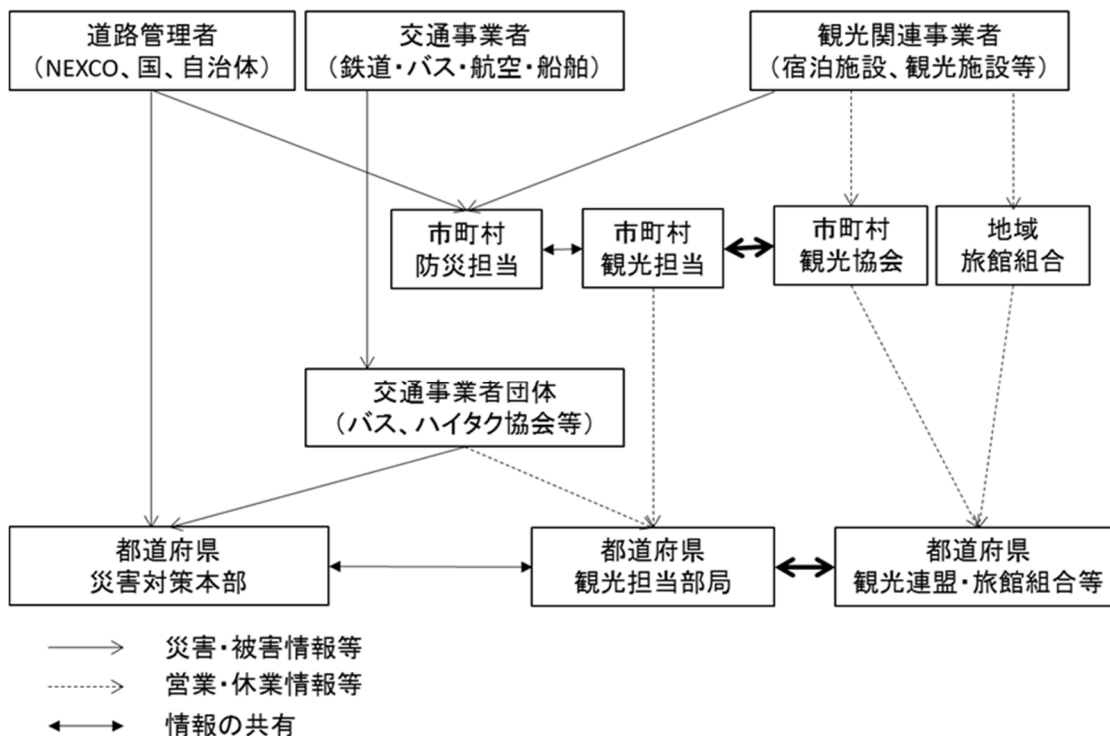 道路管理者
（NEXCO、国、自治体）
交通事業者
（鉄道・バス・航空・船舶）
観光関連事業者
（宿泊施設、観光施設等）
市町村
防災担当
市町村
観光担当
市町村
観光協会
地域
旅館組合
交通事業者団体
（バス、ハイタク協会等）
都道府県
災害対策本部
都道府県
観光担当部局
都道府県
観光連盟・旅館組合等
災害・被害情報等
営業・休業情報等
情報の共有